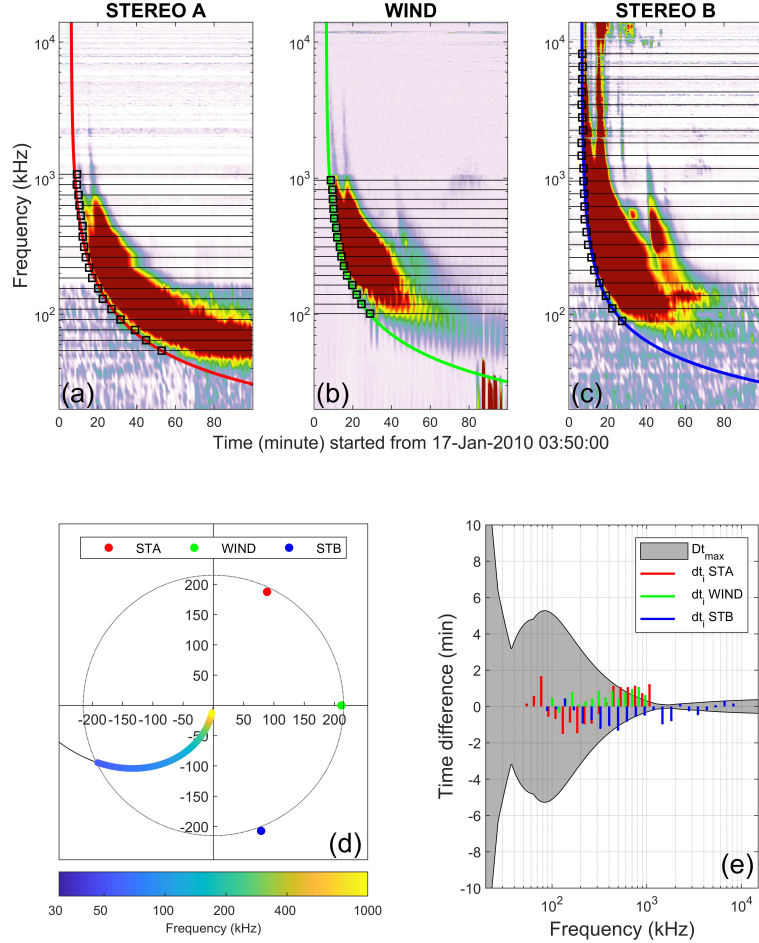 STEREO A WIND STEREO B
10^4 10^4 10^4
10^3 10^3 10^3
10^2 10^2 10^2
Frequency (kHz)
(a) (b) (c)
0 20 40 60 80 0 20 40 60 80 0 20 40 60 80 100
Time (minute) started from 17-Jan-2010 03:50:00
STA WIND STB
200
150
100
50
-200 -150 -100 -50 50 100 150 200
-50
-100
-150
-200
(d)
30 50 100 200 400 1000
Frequency (kHz)
10
8
6
4
2
0
-2
-4
-6
-8
-10
Time difference (min)
Dt_max
dt_i STA
dt_i WIND
dt_i STB
(e)
10^2 10^3 10^4
Frequency (kHz)